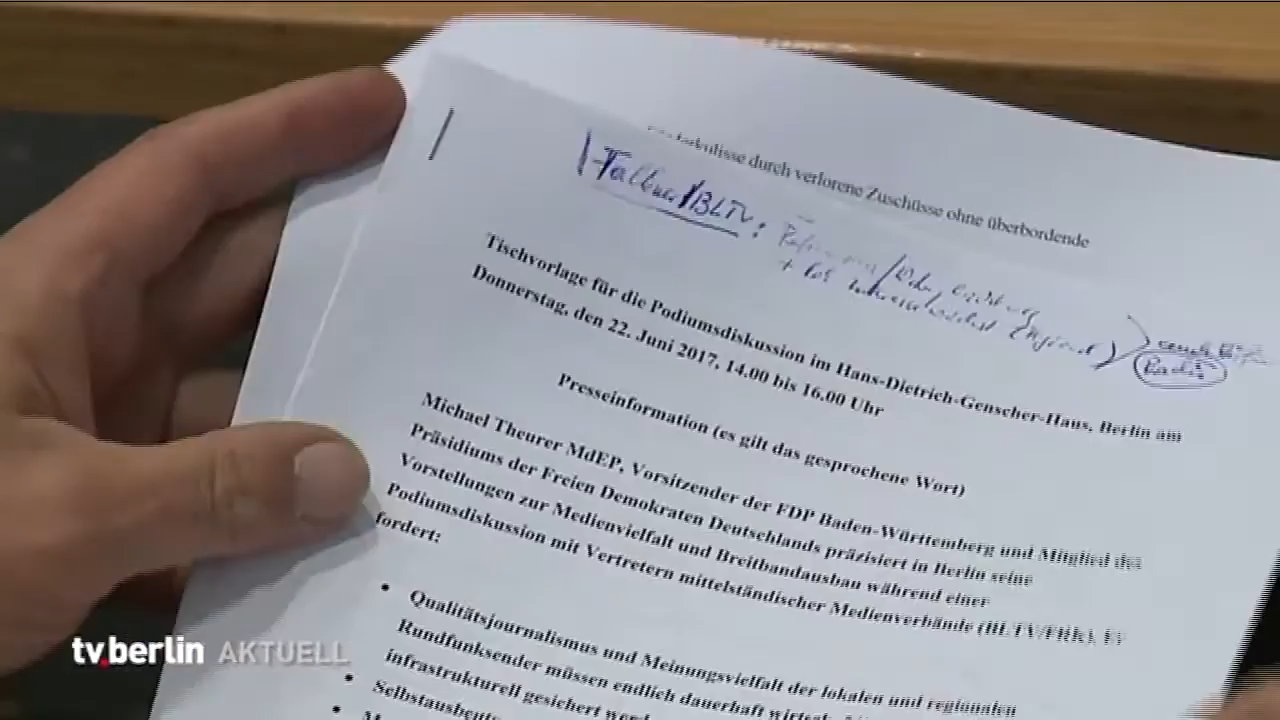 durch verlorene Zuschüsse ohne überbordende
BLTV:
Tischvorlage für die Podiumsdiskussion im Hans-Dietrich-Genscher-Haus, Berlin am
Donnerstag, den 22. Juni 2017, 14.00 bis 16.00 Uhr
Presseinformation (es gilt das gesprochene Wort)
Michael Theurer MdEP, Vorsitzender der FDP Baden-Württemberg und Mitglied des
Präsidiums der Freien Demokraten Deutschlands präzisiert in Berlin seine
Vorstellungen zur Medienvielfalt und Breitbandausbau während einer
Podiumsdiskussion mit Vertretern mittelständischer Medienverbände (BLTV/FRK). Er
fordert:
• Qualitätsjournalismus und Meinungsvielfalt der lokalen und regionalen
Rundfunksender müssen endlich dauerhaft
infrastrukturell gesichert
•
•
tv.berlin AKTUELL